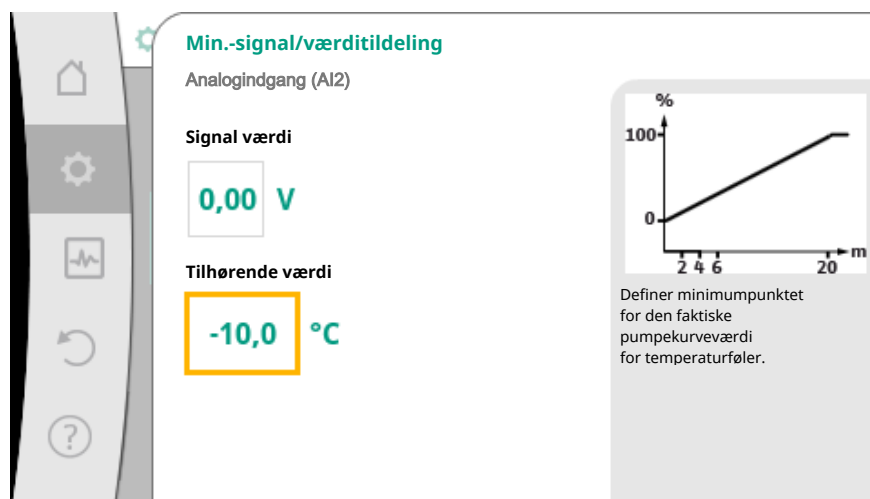 Min.-signal/værditildeling
Analogindgang (AI2)
Signal værdi
0,00 V
Tilhørende værdi
-10,0 °C
%
100
0
2 4 6 20
m
Definer minimumpunktet
for den faktiske
pumpekurveværdi
for temperaturføler.
?